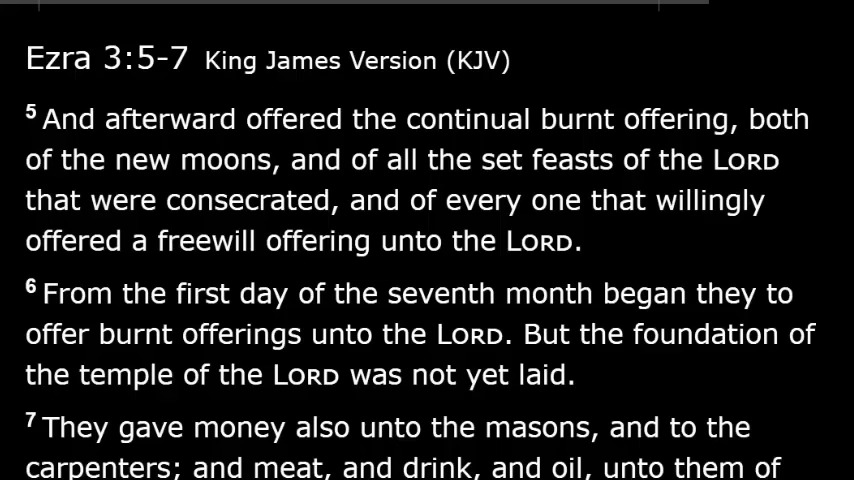 Ezra 3:5-7 King James Version (KJV)
5 And afterward offered the continual burnt offering, both
of the new moons, and of all the set feasts of the LORD
that were consecrated, and of every one that willingly
offered a freewill offering unto the LORD.
6 From the first day of the seventh month began they to
offer burnt offerings unto the LORD. But the foundation of
the temple of the LORD was not yet laid.
7 They gave money also unto the masons, and to the
carpenters; and meat, and drink, and oil, unto them of